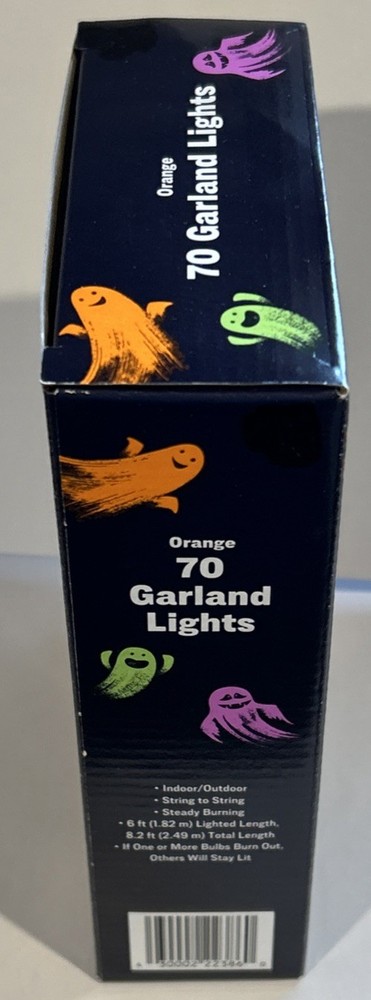 Orange
70 Garland Lights
Orange
70
Garland
Lights
• Indoor/Outdoor
• String to String
• Steady Burning
• 6 ft (1.82 m) Lighted Length,
8.2 ft (2.49 m) Total Length
• If One or More Bulbs Burn Out,
Others Will Stay Lit